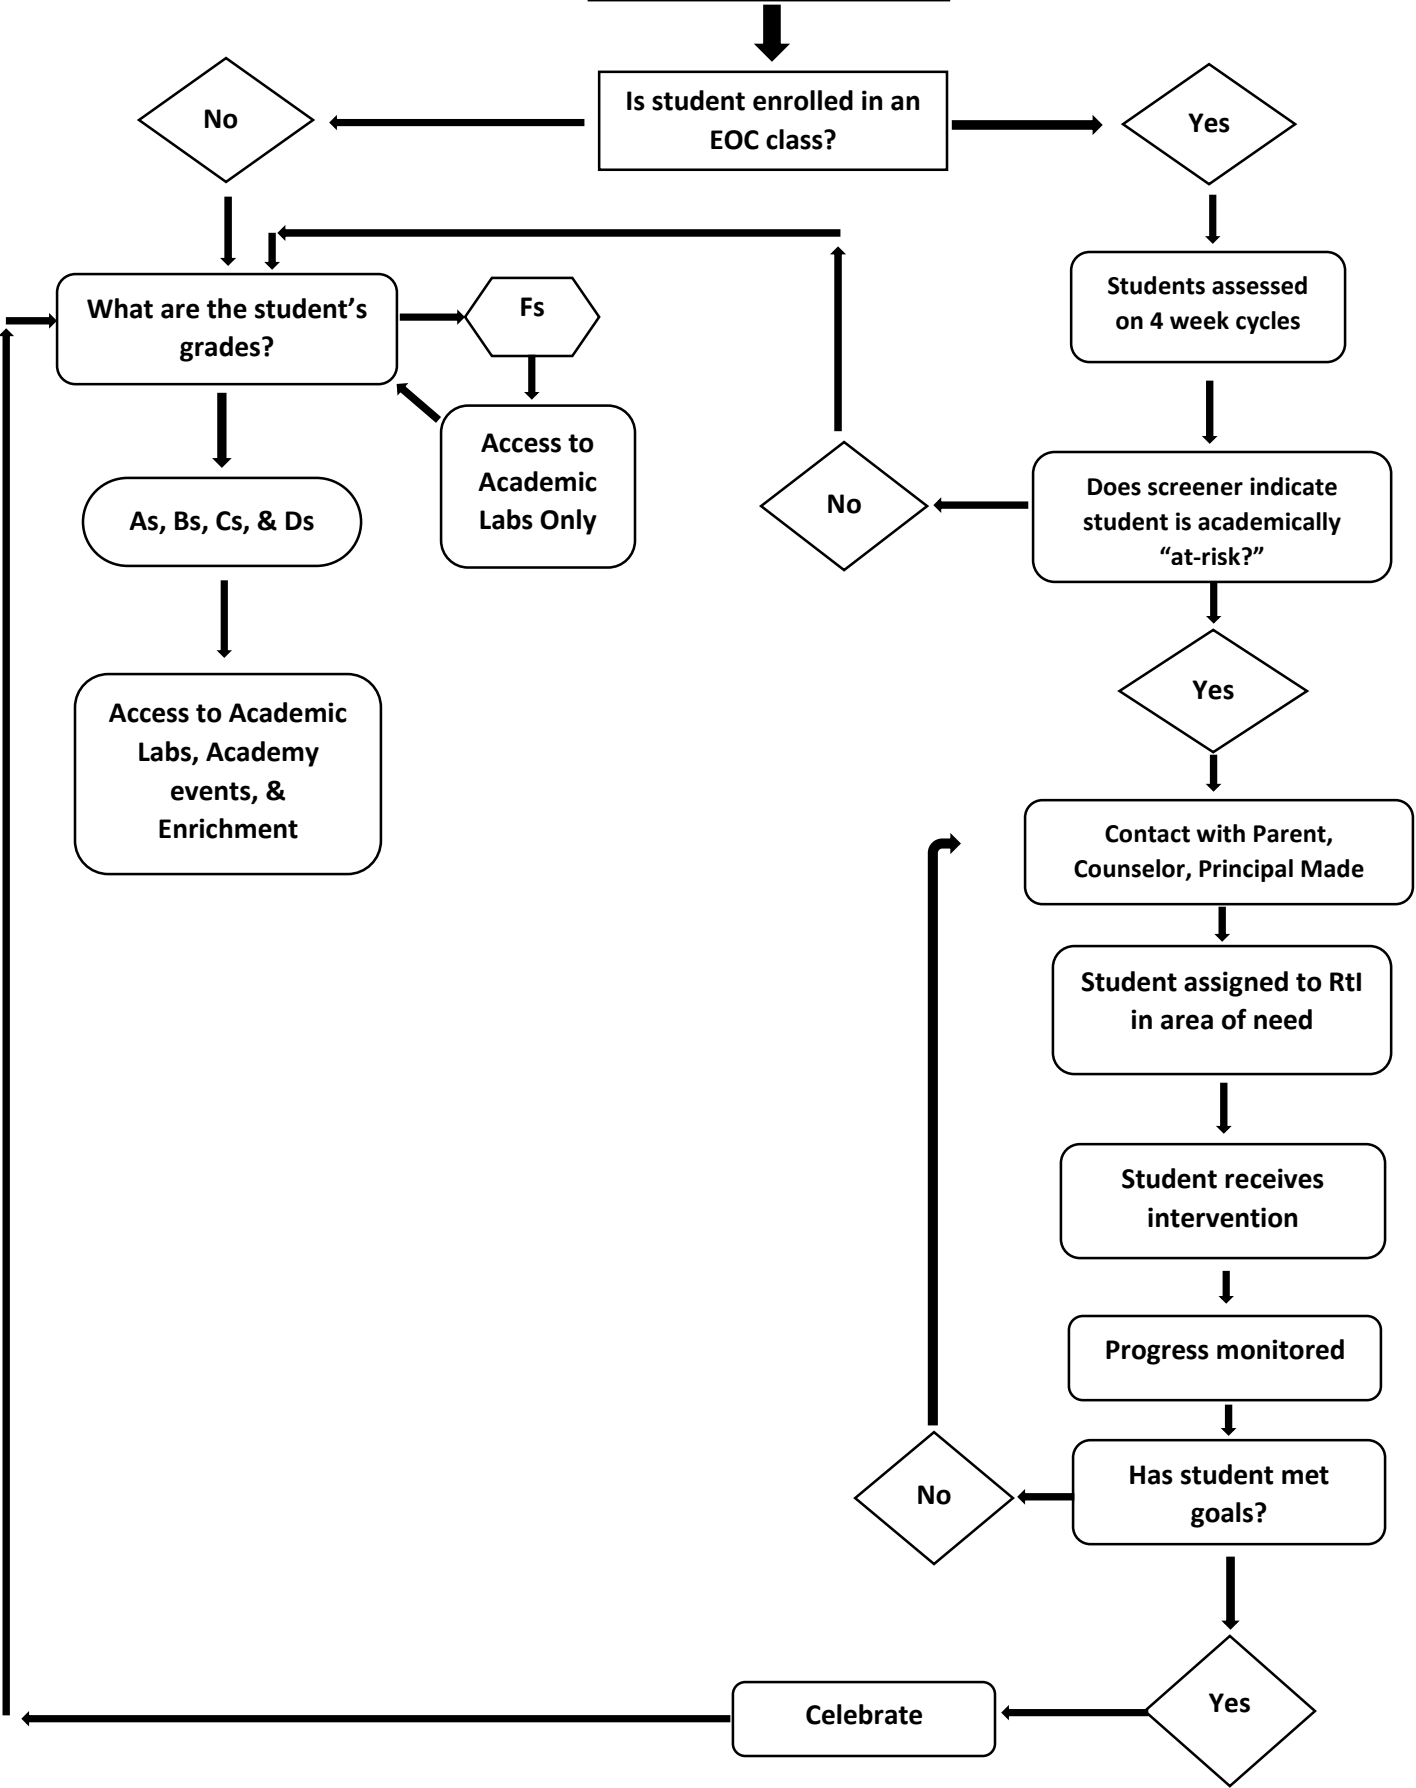 Is student enrolled in an
EOC class?
No
Yes
What are the student’s
grades?
Fs
Students assessed
on 4 week cycles
Access to
Academic
Labs Only
As, Bs, Cs, & Ds
No
Does screener indicate
student is academically
“at-risk?”
Yes
Access to Academic
Labs, Academy
events, &
Enrichment
Contact with Parent,
Counselor, Principal Made
Student assigned to RtI
in area of need
Student receives
intervention
Progress monitored
Has student met
goals?
No
Yes
Celebrate